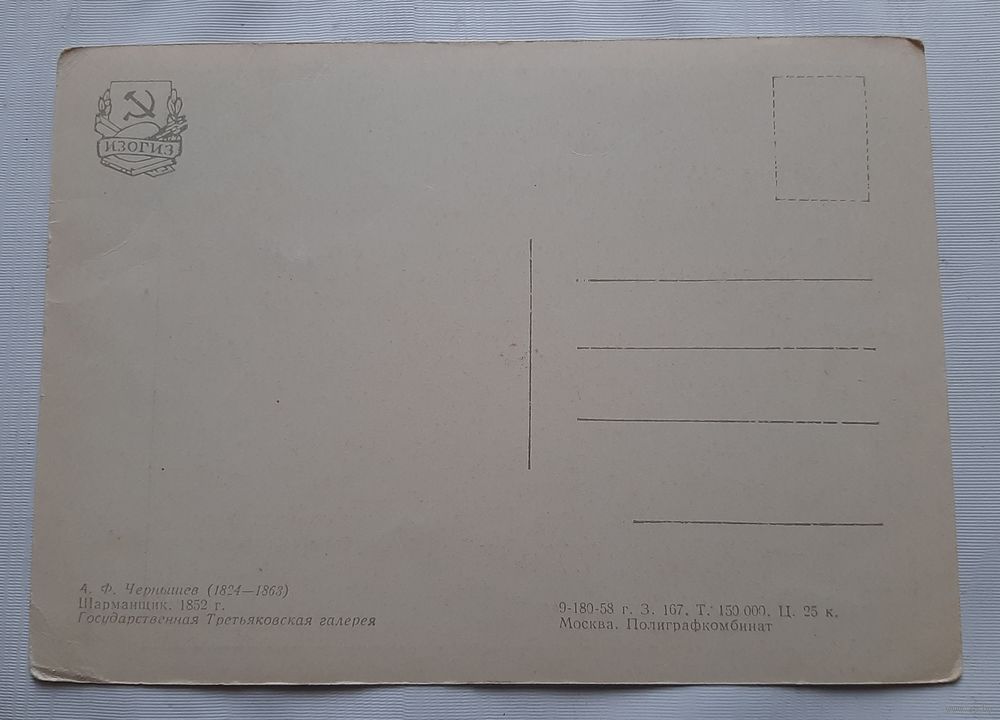 ИЗОГИЗ
А. Ф. Чернышев (1824—1863)
Шарманщик. 1852 г.
Государственная Третьяковская галерея
9-180-58 г. З. 167. Т. 150 000. Ц. 25 к.
Москва. Полиграфкомбинат